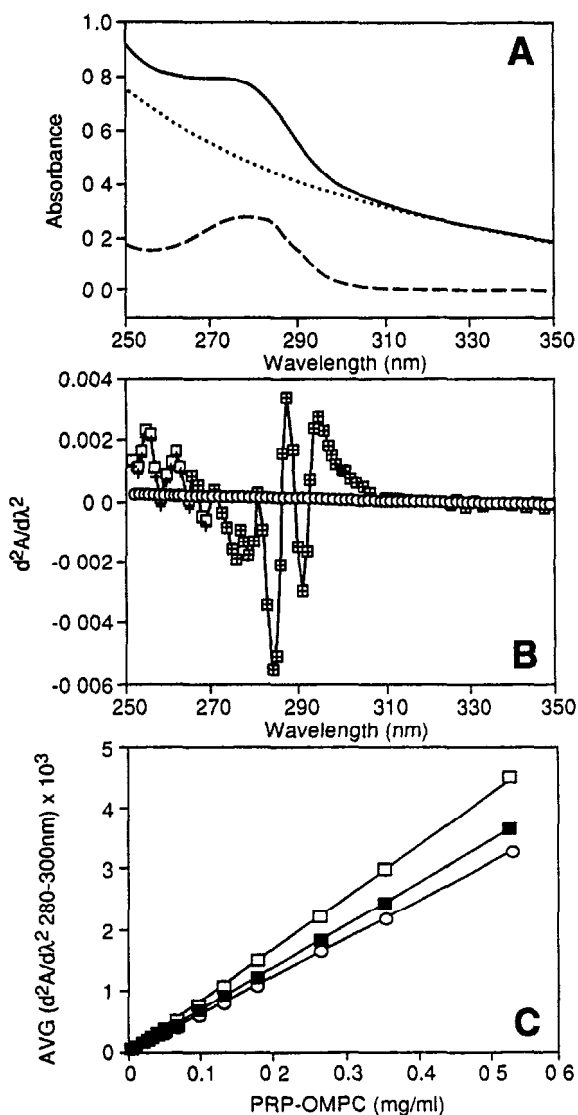 A
1.0
0.8
0 6
0 4
0 2
0 0
Absorbance
250 270 290 310 330 350
Wavelength (nm)
B
0.004
0.002
0.000
-0 002
-0 004
-0 006
d²A/dλ²
250 270 290 310 330 350
Wavelength (nm)
C
5
4
3
2
1
0
AVG (d²A/dλ² 280-300nm) x 10³
0 0.1 0.2 0.3 0 4 0 5 0 6
PRP-OMPC (mg/ml)